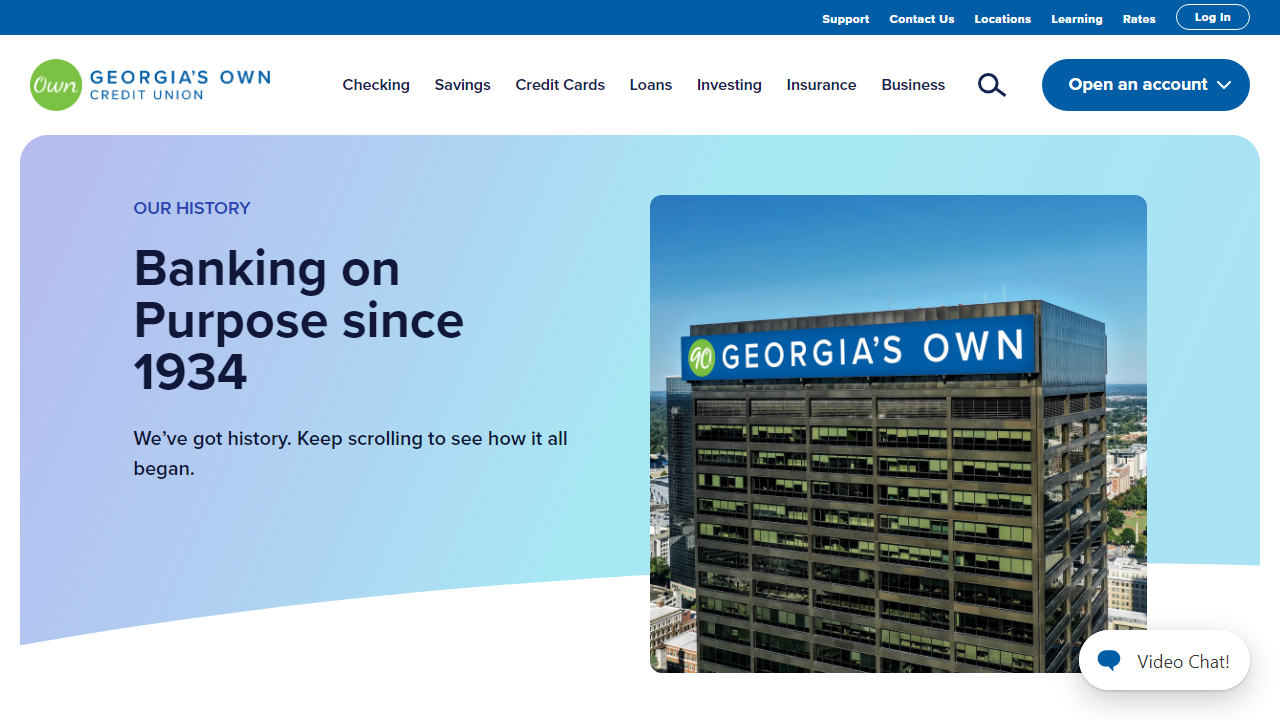 Support Contact Us Locations Learning Rates Log In
Own GEORGIA'S OWN
CREDIT UNION
Checking Savings Credit Cards Loans Investing Insurance Business Open an account
OUR HISTORY
Banking on
Purpose since
1934
We’ve got history. Keep scrolling to see how it all
began.
90 GEORGIA'S OWN
Video Chat!